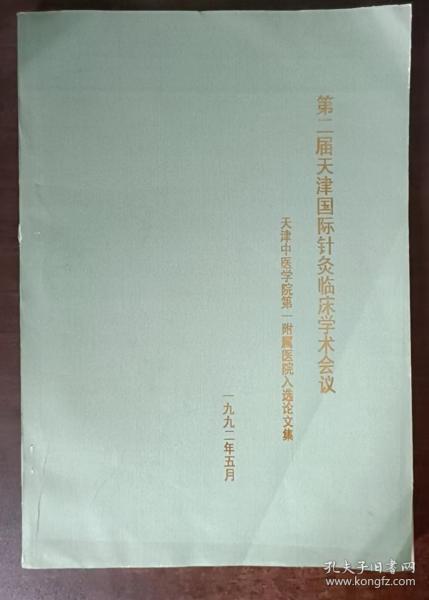 第二届天津国际针灸临床学术会议
天津中医学院第一附属医院入选论文集
一九九二年五月
孔夫子旧书网
www.kongfz.com